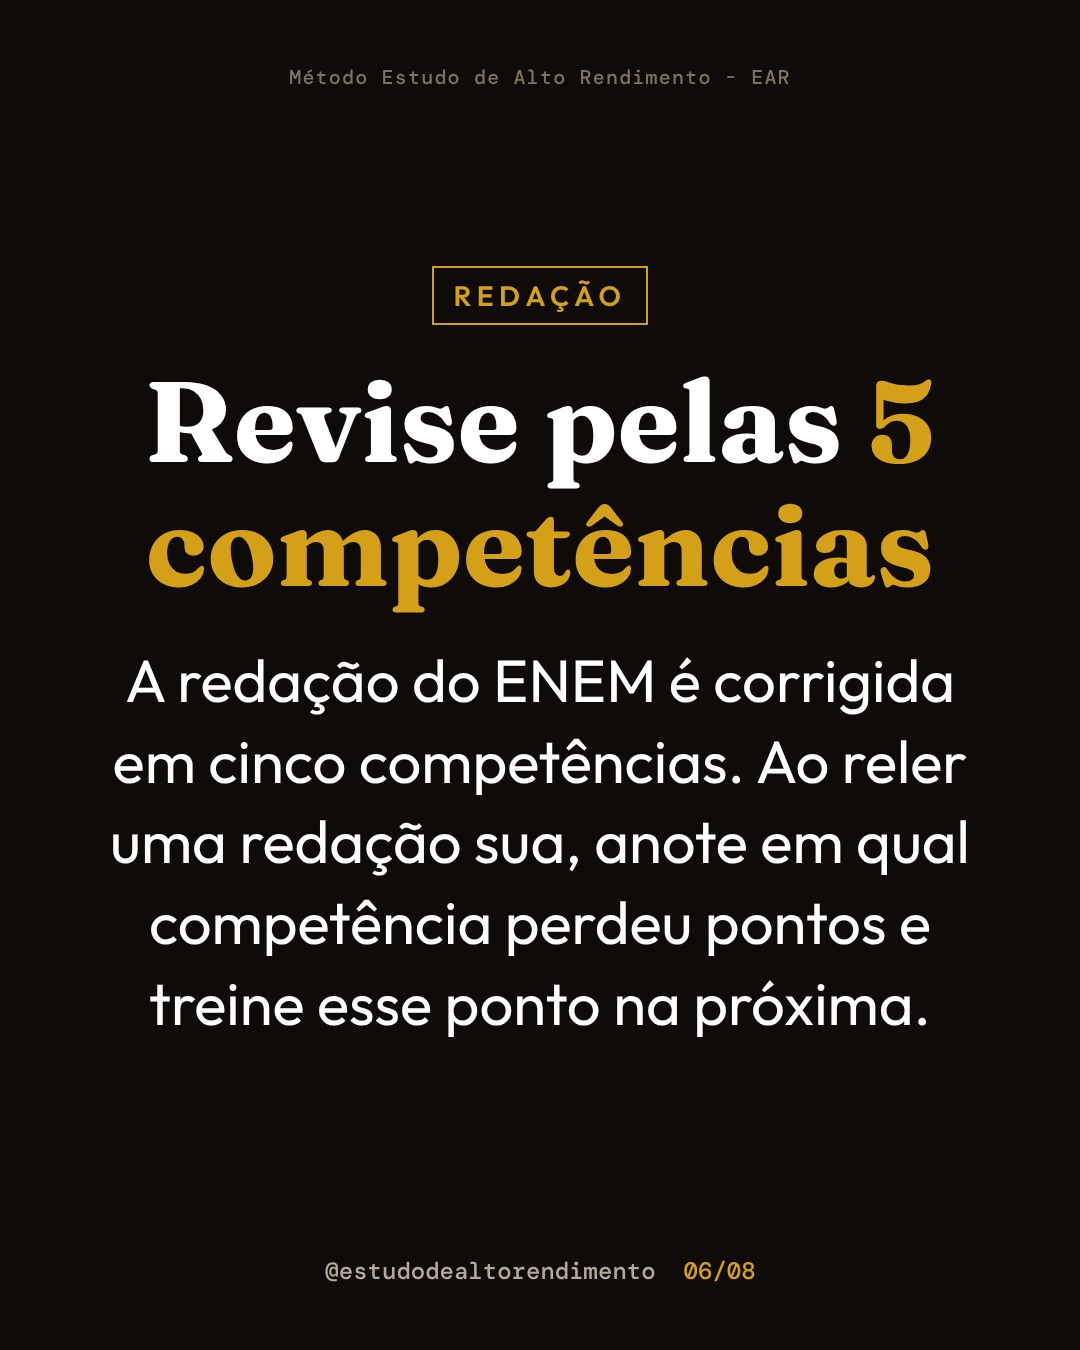 Método Estudo de Alto Rendimento - EAR
REDAÇÃO
Revise pelas 5
competências
A redação do ENEM é corrigida
em cinco competências. Ao reler
uma redação sua, anote em qual
competência perdeu pontos e
treine esse ponto na próxima.
@estudodealtorendimento 06/08